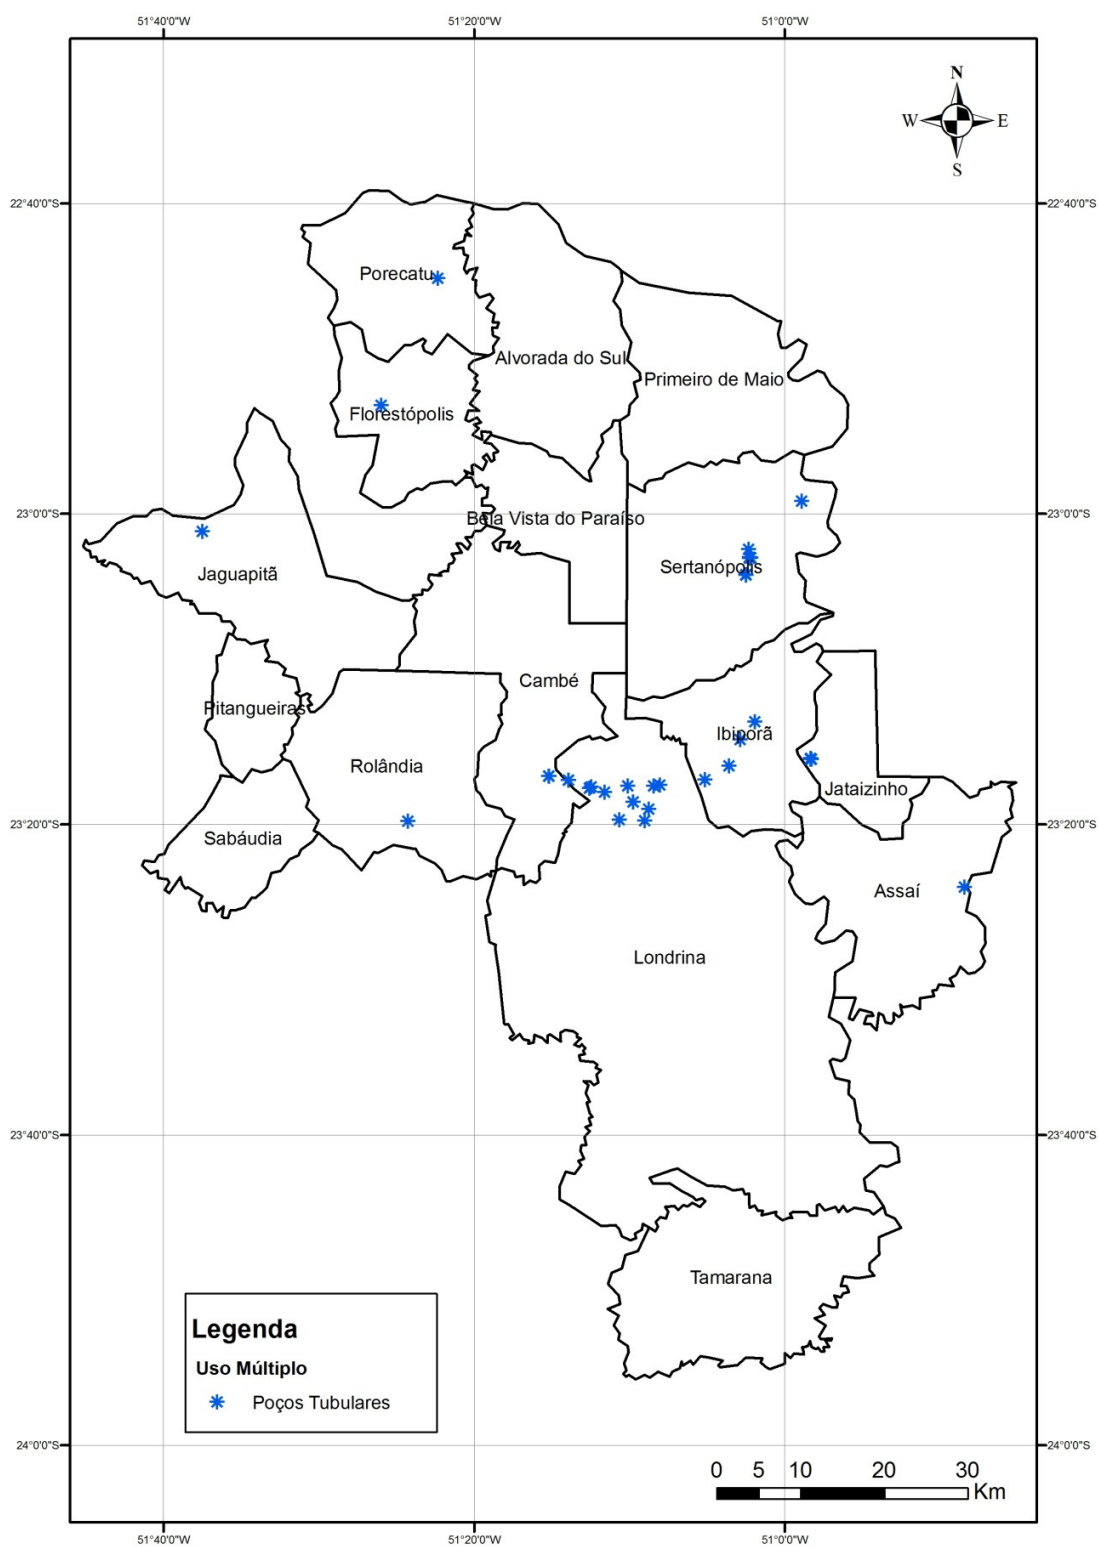 51°40'0"W
51°20'0"W
51°0'0"W
N
W
E
S
22°40'0"S
22°40'0"S
Porecatu
Alvorada do Sul
Primeiro de Maio
Florestópolis
23°0'0"S
23°0'0"S
Bela Vista do Paraíso
Sertanópolis
Jaguapitã
Cambé
Pitangueiras
Ibiporã
Rolândia
Jataizinho
23°20'0"S
23°20'0"S
Sabáudia
Assaí
Londrina
23°40'0"S
23°40'0"S
Tamarana
Legenda
Uso Múltiplo
Poços Tubulares
24°0'0"S
24°0'0"S
0 5 10 20 30
Km
51°40'0"W
51°20'0"W
51°0'0"W